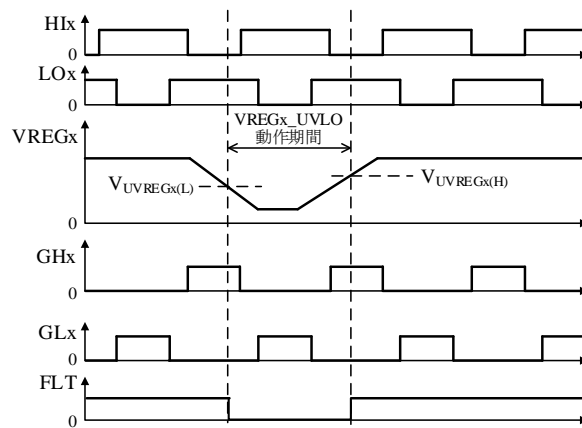 HIx
0
LOx
0
VREGx_UVLO
動作期間
VREGx
VUVREGx(L)
VUVREGx(H)
0
GHx
0
GLx
0
FLT
0